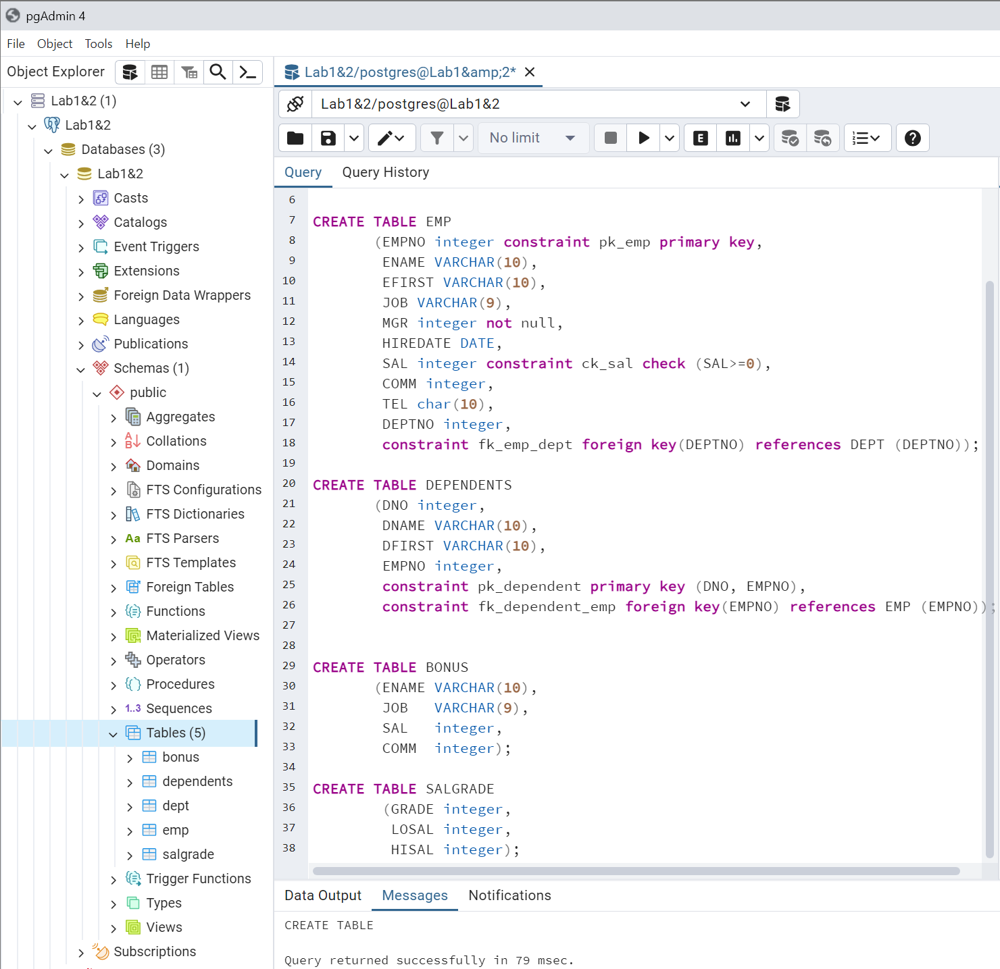 pgAdmin 4
File Object Tools Help
Object Explorer
Lab1&2 (1)
Lab1&2
Databases (3)
Lab1&2
Casts
Catalogs
Event Triggers
Extensions
Foreign Data Wrappers
Languages
Publications
Schemas (1)
public
Aggregates
Collations
Domains
FTS Configurations
FTS Dictionaries
Aa FTS Parsers
FTS Templates
Foreign Tables
Functions
Materialized Views
Operators
Procedures
1..3 Sequences
Tables (5)
bonus
dependents
dept
emp
salgrade
Trigger Functions
Types
Views
Subscriptions
Lab1&2/postgres@Lab1&amp;2*
Lab1&2/postgres@Lab1&2
No limit
E
Query Query History
6
7 CREATE TABLE EMP
8 (EMPNO integer constraint pk_emp primary key,
9 ENAME VARCHAR(10),
10 EFIRST VARCHAR(10),
11 JOB VARCHAR(9),
12 MGR integer not null,
13 HIREDATE DATE,
14 SAL integer constraint ck_sal check (SAL>=0),
15 COMM integer,
16 TEL char(10),
17 DEPTNO integer,
18 constraint fk_emp_dept foreign key(DEPTNO) references DEPT (DEPTNO));
19
20 CREATE TABLE DEPENDENTS
21 (DNO integer,
22 DNAME VARCHAR(10),
23 DFIRST VARCHAR(10),
24 EMPNO integer,
25 constraint pk_dependent primary key (DNO, EMPNO),
26 constraint fk_dependent_emp foreign key(EMPNO) references EMP (EMPNO));
27
28
29 CREATE TABLE BONUS
30 (ENAME VARCHAR(10),
31 JOB VARCHAR(9),
32 SAL integer,
33 COMM integer);
34
35 CREATE TABLE SALGRADE
36 (GRADE integer,
37 LOSAL integer,
38 HISAL integer);
Data Output Messages Notifications
CREATE TABLE
Query returned successfully in 79 msec.